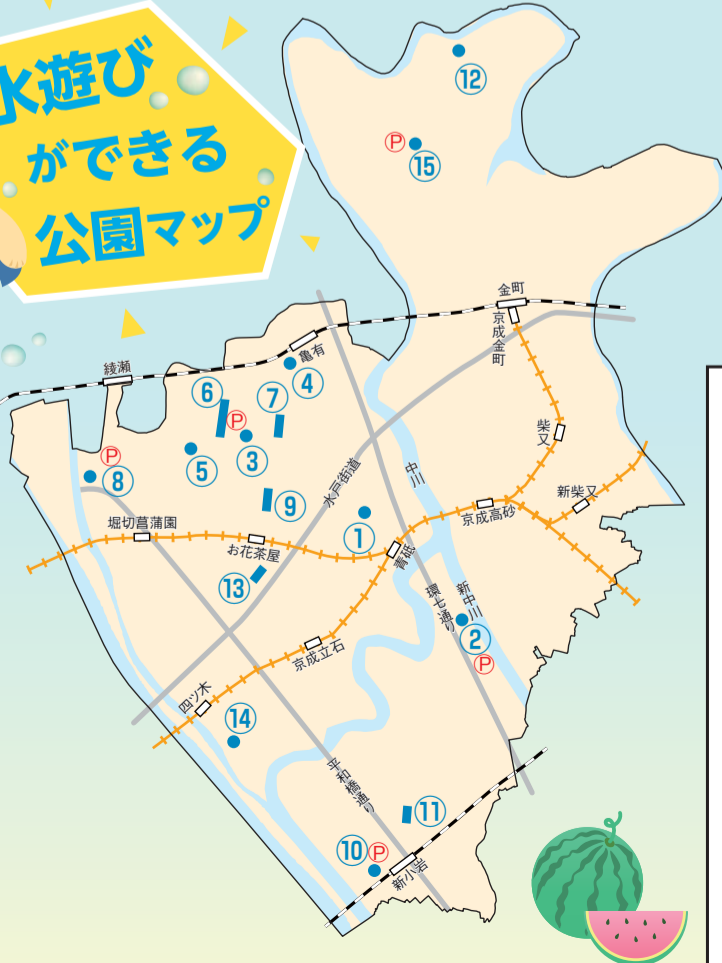 水遊び
ができる
公園マップ
⑫
Ⓟ
⑮
金町
京成金町
綾瀬
亀有
④
⑥
⑦
Ⓟ
③
⑤
Ⓟ
⑧
⑨
水戸街道
中川
柴又
新柴又
京成高砂
堀切菖蒲園
お花茶屋
①
青砥
⑬
環七通り
新中川
②
Ⓟ
京成立石
四ツ木
⑭
平和橋通り
⑪
⑩
Ⓟ
新小岩